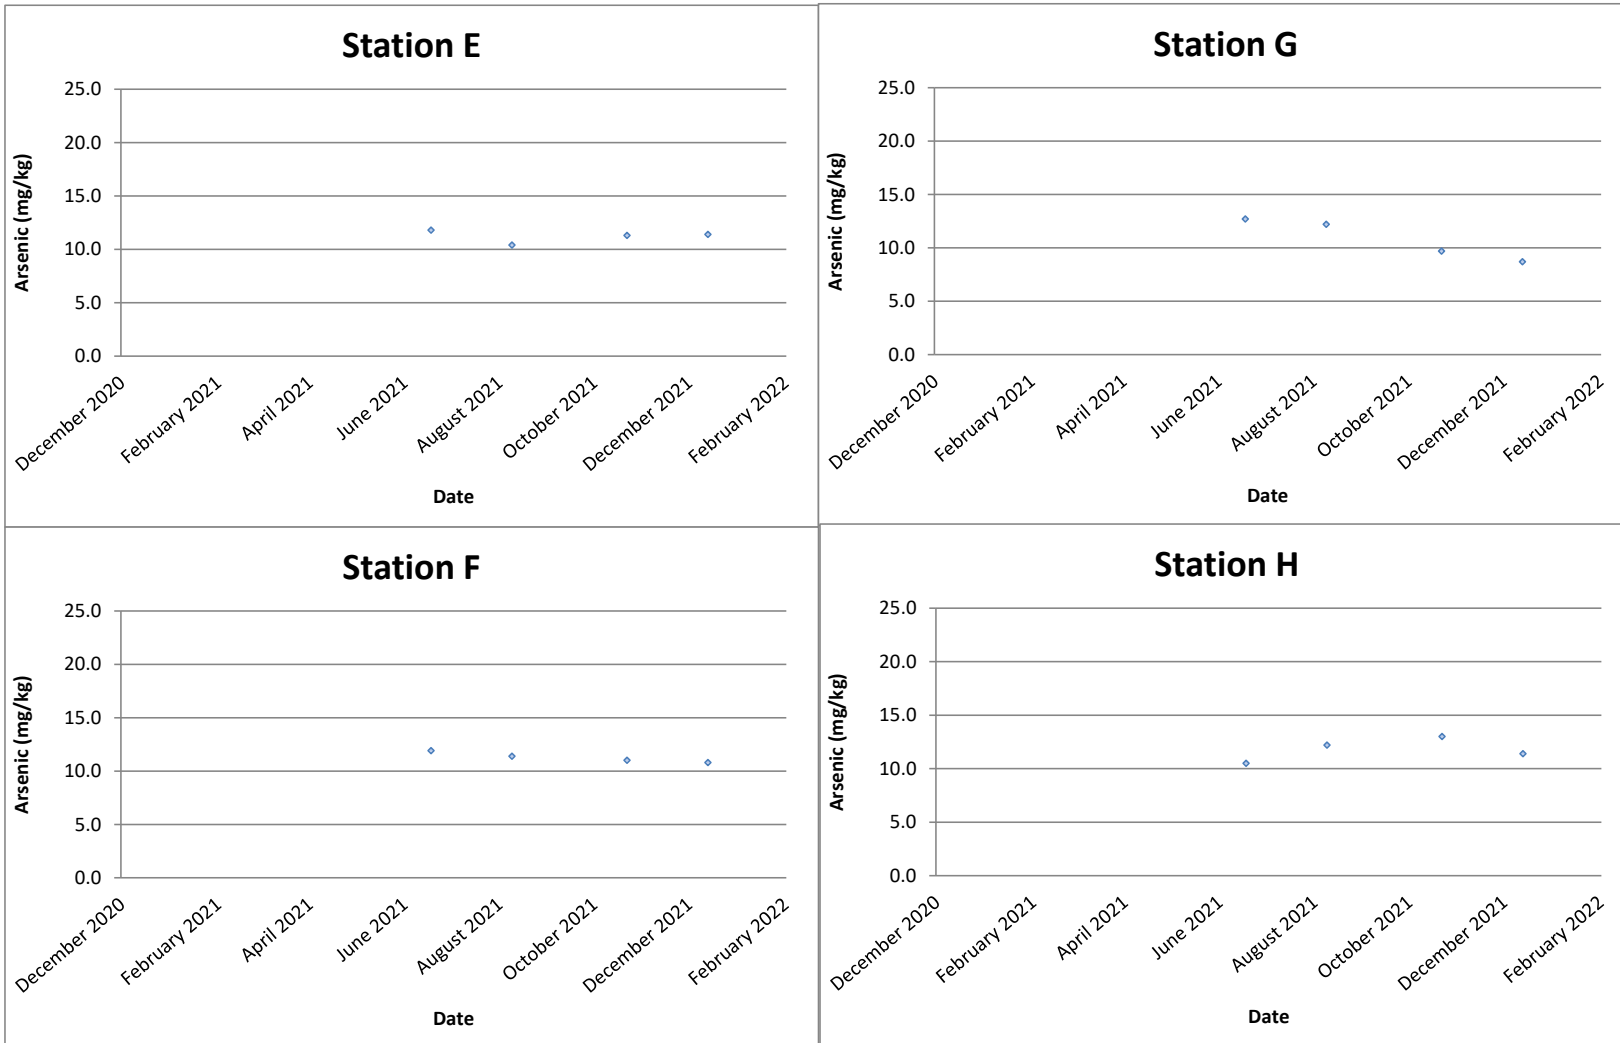 Station E
25.0
20.0
15.0
10.0
5.0
0.0
Arsenic (mg/kg)
December 2020
February 2021
April 2021
June 2021
August 2021
October 2021
December 2021
February 2022
Date
Station G
25.0
20.0
15.0
10.0
5.0
0.0
Arsenic (mg/kg)
December 2020
February 2021
April 2021
June 2021
August 2021
October 2021
December 2021
February 2022
Date
Station F
25.0
20.0
15.0
10.0
5.0
0.0
Arsenic (mg/kg)
December 2020
February 2021
April 2021
June 2021
August 2021
October 2021
December 2021
February 2022
Date
Station H
25.0
20.0
15.0
10.0
5.0
0.0
Arsenic (mg/kg)
December 2020
February 2021
April 2021
June 2021
August 2021
October 2021
December 2021
February 2022
Date